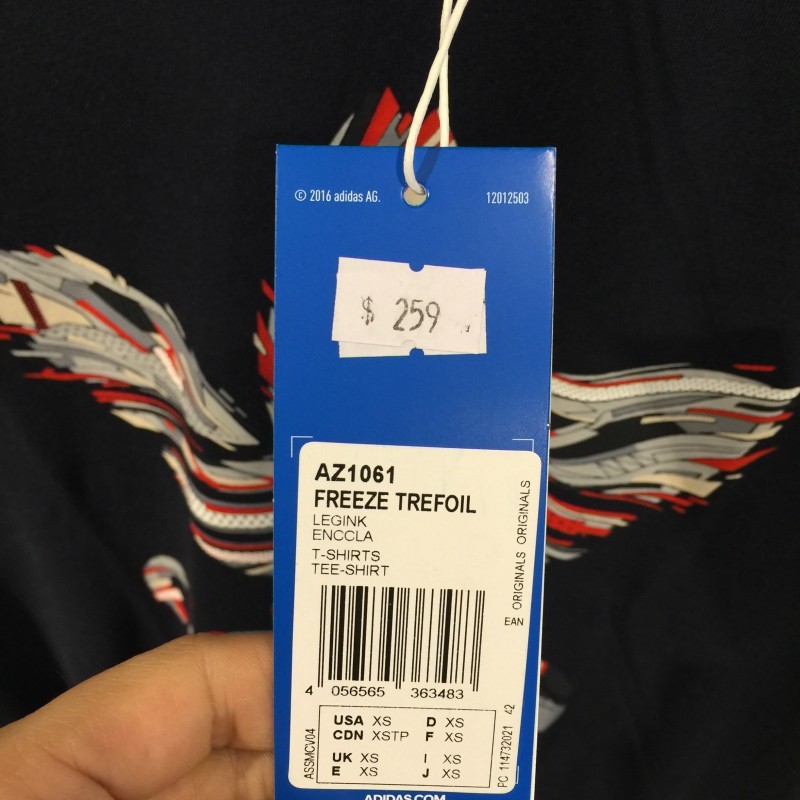 © 2016 adidas AG.
12012503
$ 259
AZ1061
FREEZE TREFOIL
LEGINK
ENCCLA
T-SHIRTS
TEE-SHIRT
ORIGINALS ORIGINALS
EAN
4 056565 363483
ASSMCV04
USA XS D XS
CDN XSTP F XS
UK XS I XS
E XS J XS
PC 114732021 42
ADIDAS.COM